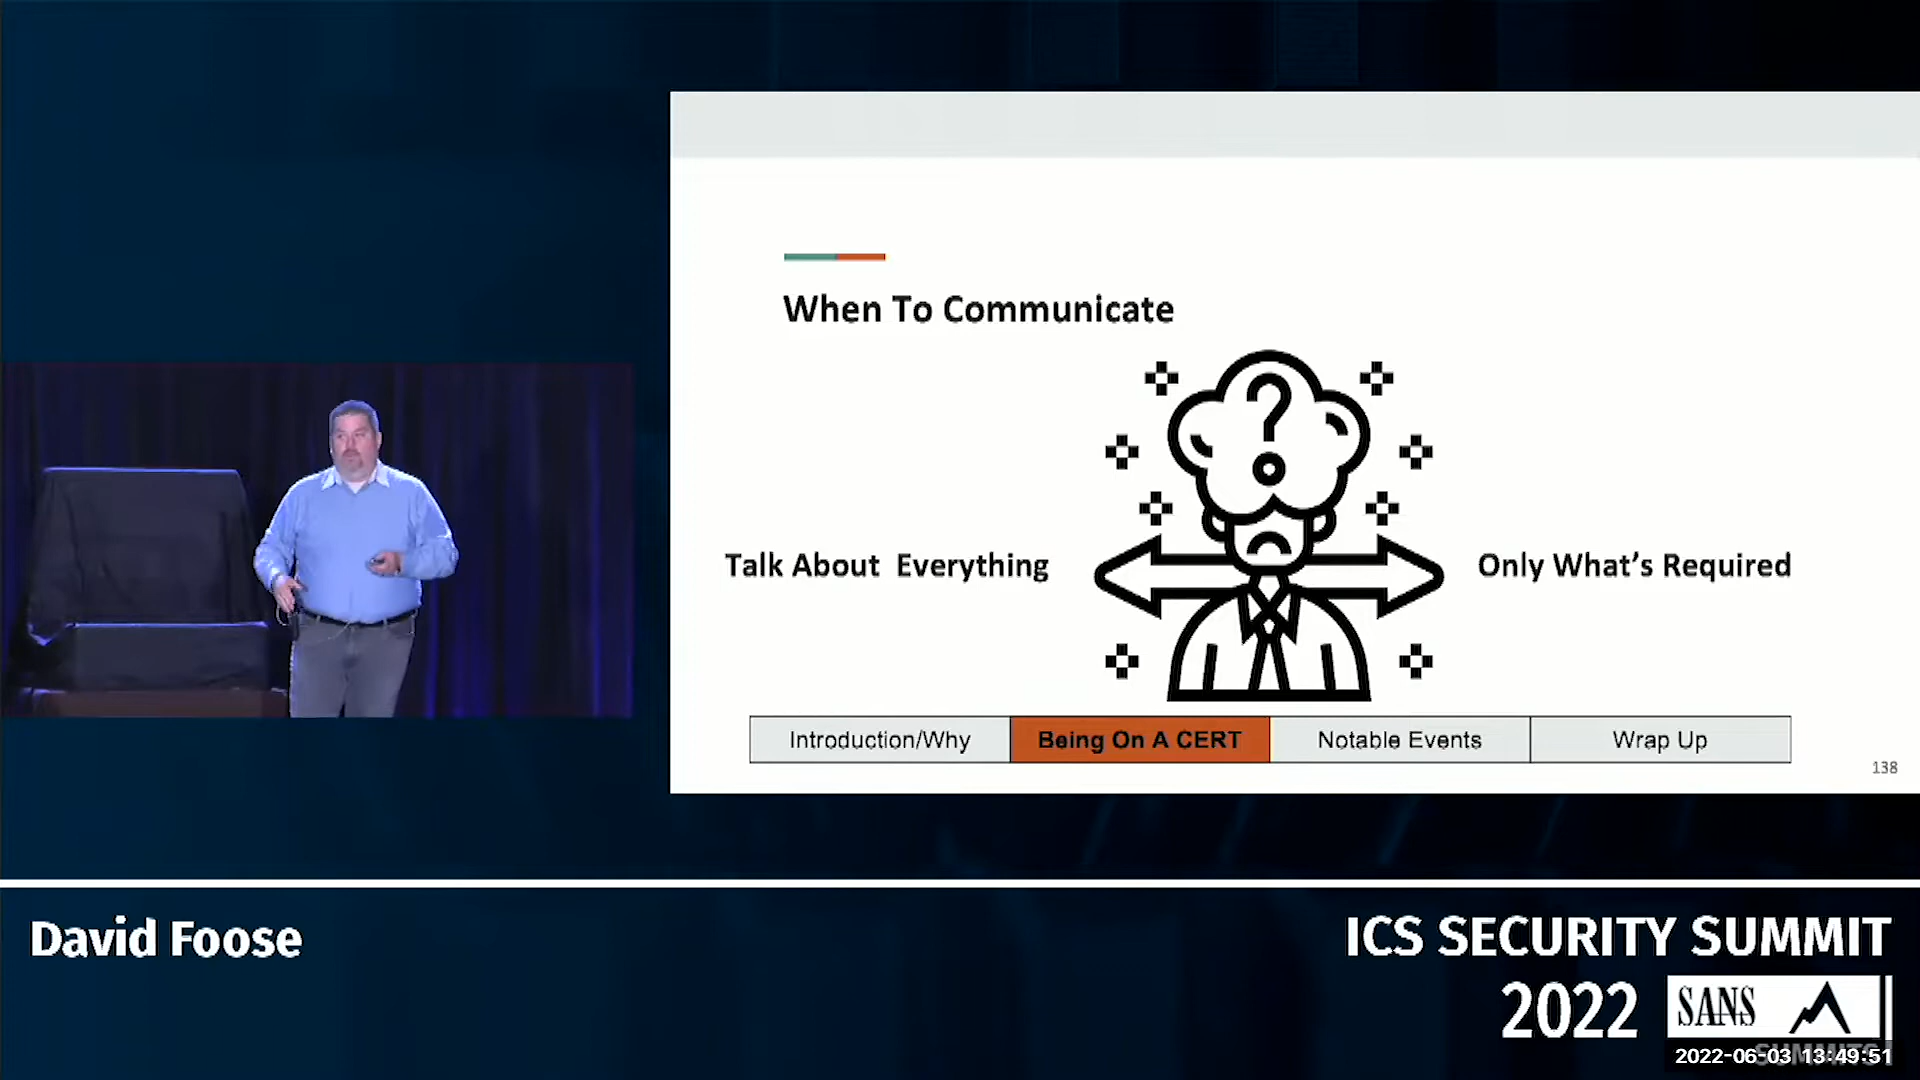 When To Communicate
?
Talk About Everything
Only What's Required
Introduction/Why
Being On A CERT
Notable Events
Wrap Up
138
David Foose
ICS SECURITY SUMMIT
2022
SANS
SUMMITS
2022-06-03 13:49:51